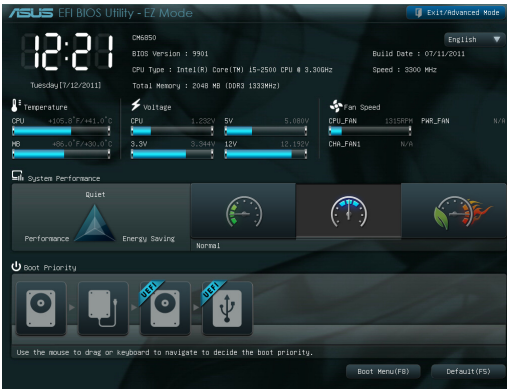 ASUS EFI BIOS Utility - EZ Mode
Exit/Advanced Mode
12:21
Tuesday[7/12/2011]
CM6850
English
BIOS Version : 9901
Build Date : 07/11/2011
CPU Type : Intel(R) Core(TM) i5-2500 CPU @ 3.30GHz
Speed : 3300 MHz
Total Memory : 2048 MB (DDR3 1333MHz)
Temperature
CPU +105.8°F/+41.0°C
MB +86.0°F/+30.0°C
Voltage
CPU 1.232V 5V 5.080V
3.3V 3.344V 12V 12.192V
Fan Speed
CPU_FAN 1315RPM PWR_FAN N/A
CHA_FAN1 N/A
System Performance
Quiet
Performance
Energy Saving
Normal
Boot Priority
UEFI
UEFI
Use the mouse to drag or keyboard to navigate to decide the boot priority.
Boot Menu(F8)
Default(F5)